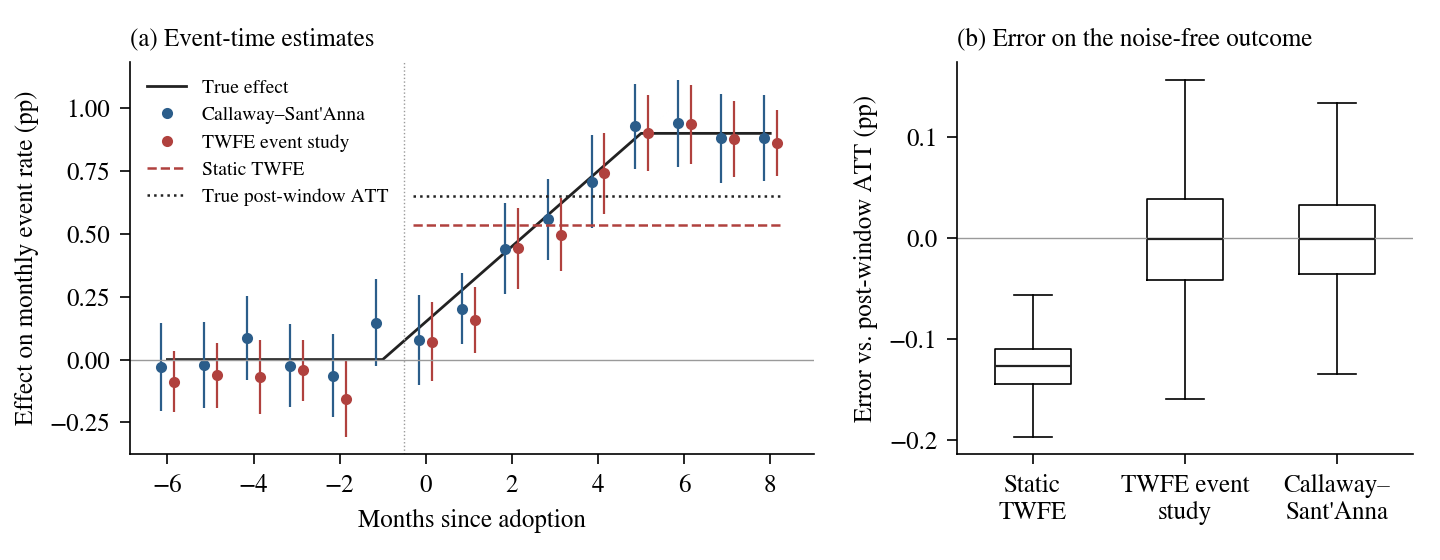 (a) Event-time estimates
Effect on monthly event rate (pp)
1.00
0.75
0.50
0.25
0.00
−0.25
True effect
Callaway–Sant'Anna
TWFE event study
Static TWFE
True post-window ATT
−6
−4
−2
0
2
4
6
8
Months since adoption
(b) Error on the noise-free outcome
Error vs. post-window ATT (pp)
0.1
0.0
−0.1
−0.2
Static
TWFE
TWFE event
study
Callaway–
Sant'Anna